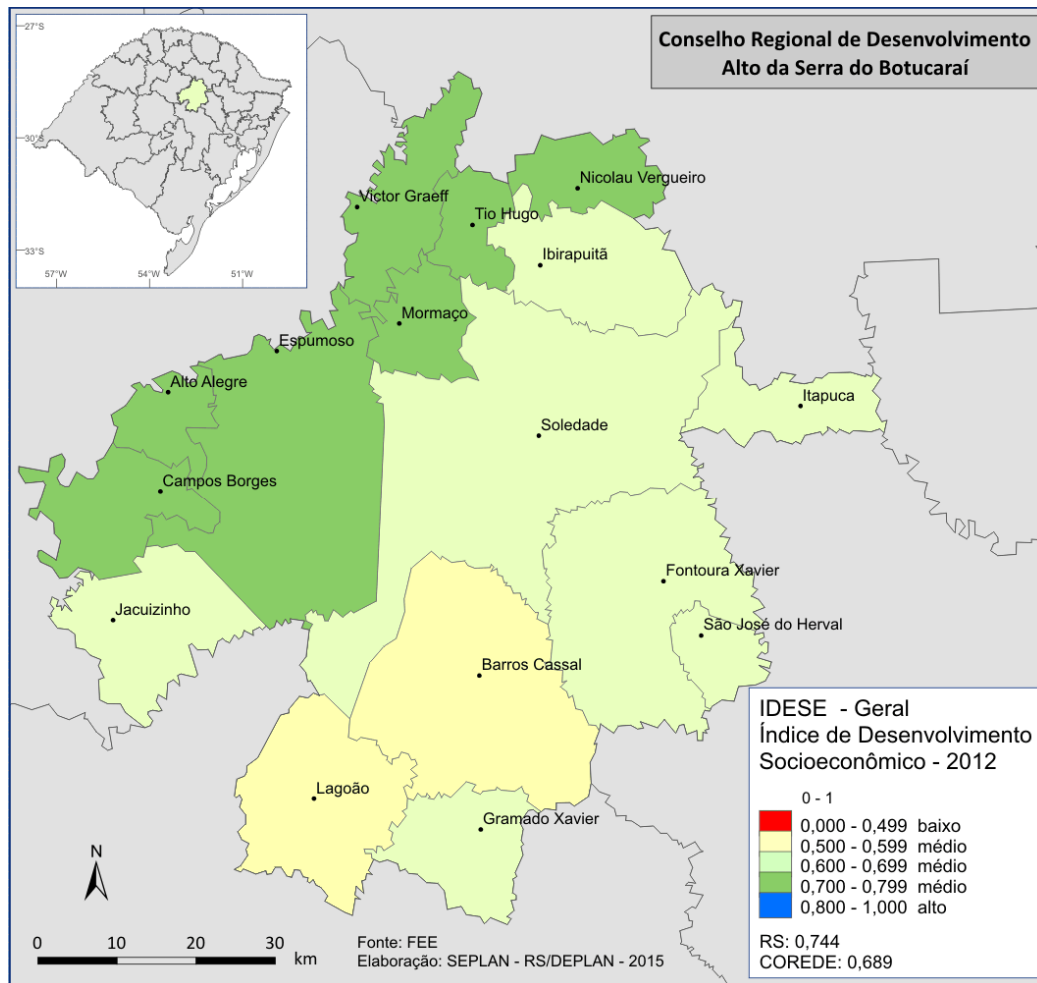 Conselho Regional de Desenvolvimento
Alto da Serra do Botucaraí
27°S
30°S
33°S
57°W
54°W
51°W
Nicolau Vergueiro
Victor Graeff
Tio Hugo
Ibirapuitã
Mormaço
Espumoso
Alto Alegre
Itapuca
Soledade
Campos Borges
Fontoura Xavier
Jacuizinho
São José do Herval
Barros Cassal
Lagoão
Gramado Xavier
IDESE - Geral
Índice de Desenvolvimento
Socioeconômico - 2012
0 - 1
0,000 - 0,499 baixo
0,500 - 0,599 médio
0,600 - 0,699 médio
0,700 - 0,799 médio
0,800 - 1,000 alto
RS: 0,744
COREDE: 0,689
N
0 10 20 30
km
Fonte: FEE
Elaboração: SEPLAN - RS/DEPLAN - 2015